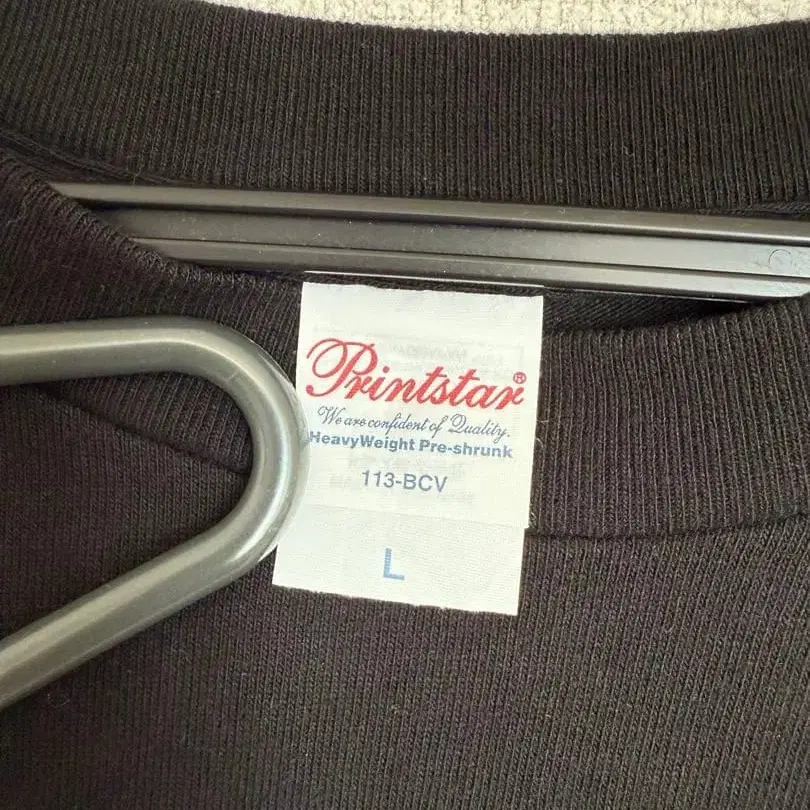 Printstar®
We are confident of Quality.
HeavyWeight Pre-shrunk
113-BCV
L